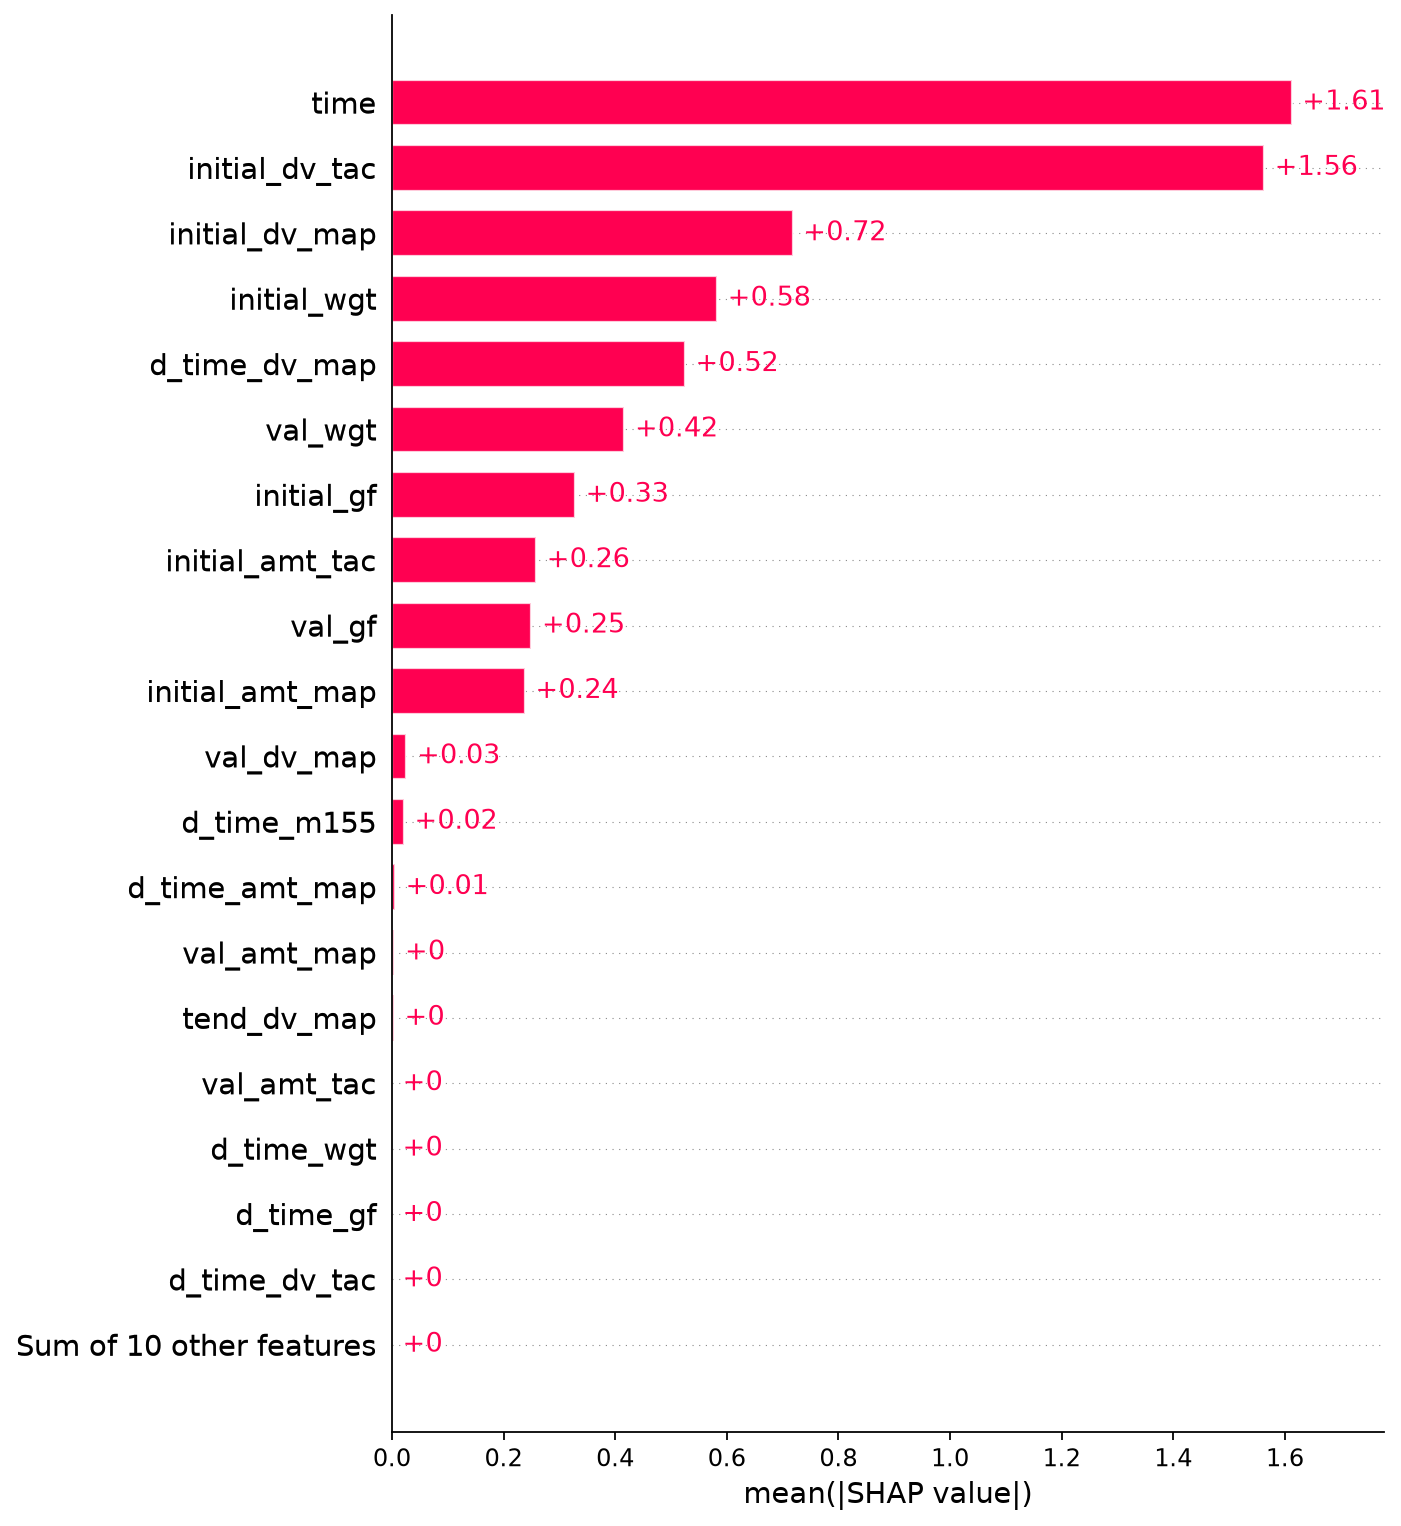 time +1.61
initial_dv_tac +1.56
initial_dv_map +0.72
initial_wgt +0.58
d_time_dv_map +0.52
val_wgt +0.42
initial_gf +0.33
initial_amt_tac +0.26
val_gf +0.25
initial_amt_map +0.24
val_dv_map +0.03
d_time_m155 +0.02
d_time_amt_map +0.01
val_amt_map +0
tend_dv_map +0
val_amt_tac +0
d_time_wgt +0
d_time_gf +0
d_time_dv_tac +0
Sum of 10 other features +0
0.0 0.2 0.4 0.6 0.8 1.0 1.2 1.4 1.6
mean(|SHAP value|)